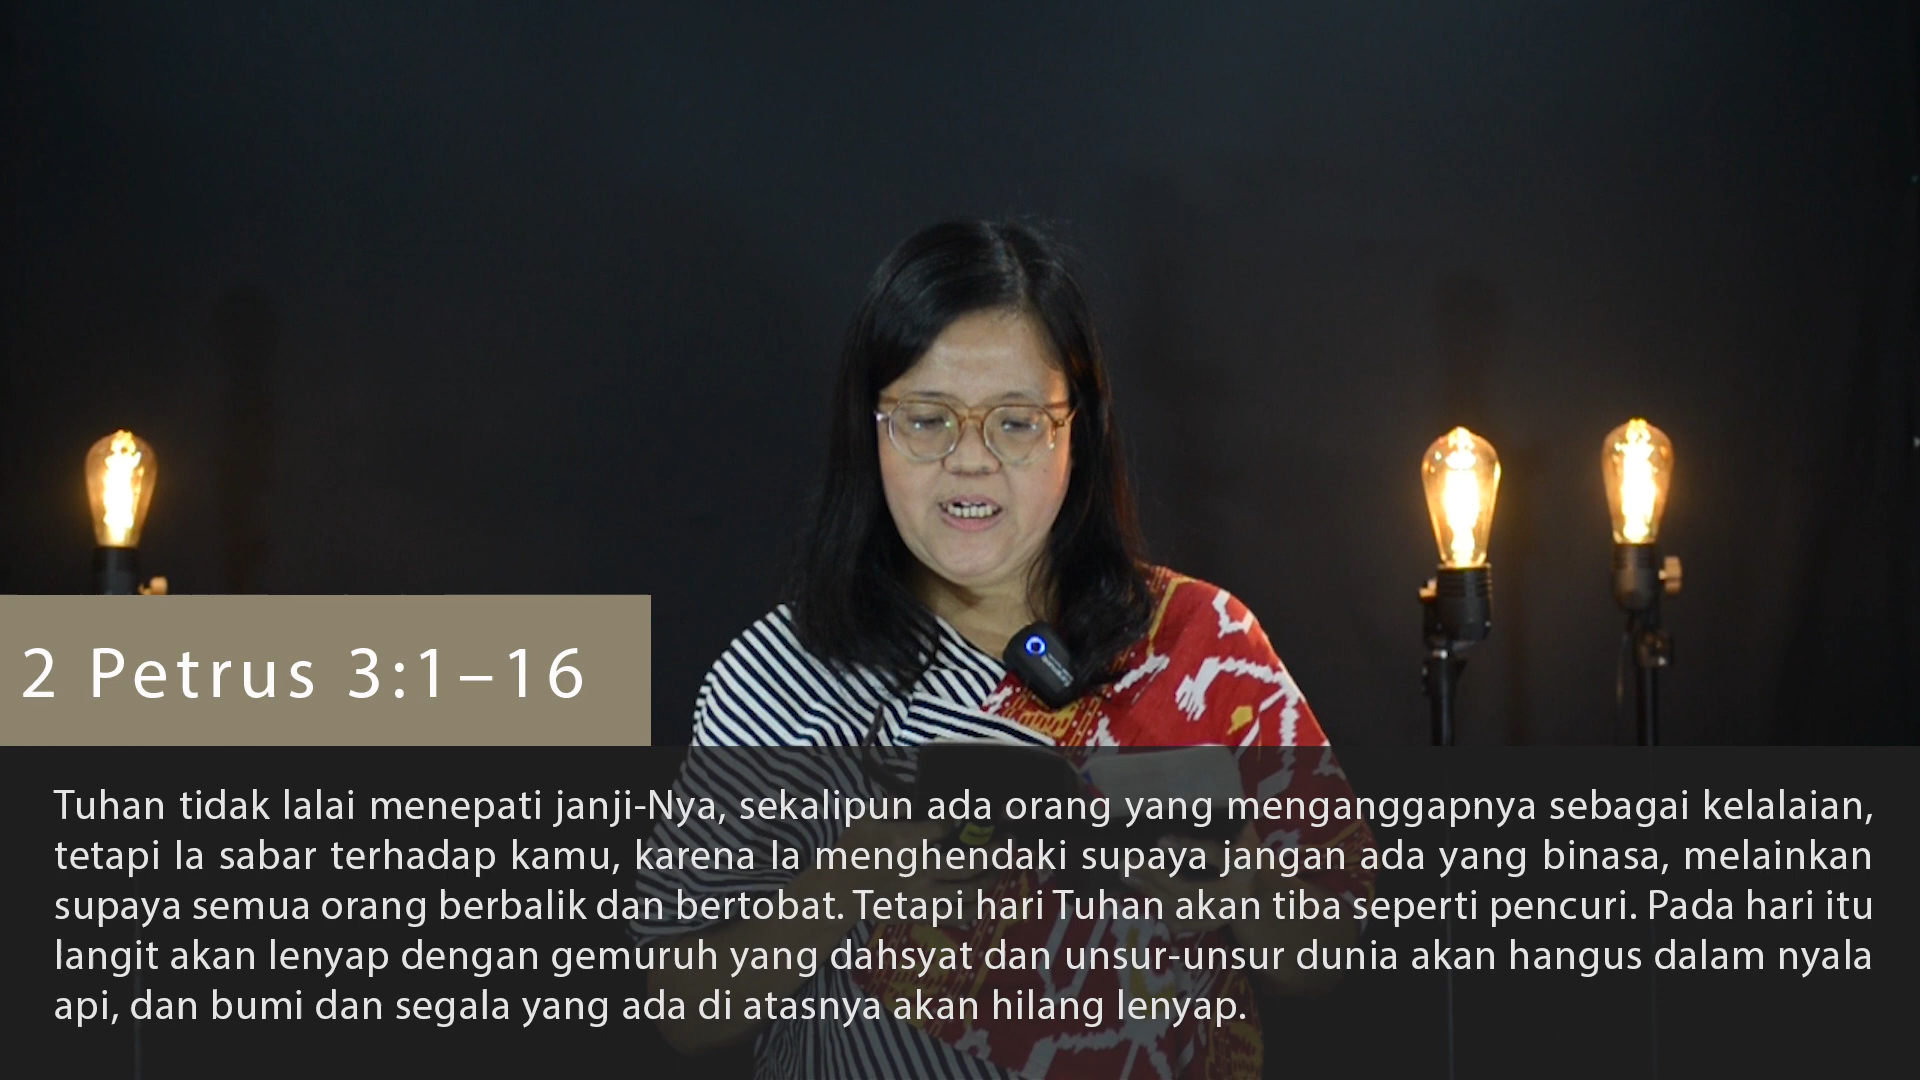 2 Petrus 3:1–16
Tuhan tidak lalai menepati janji-Nya, sekalipun ada orang yang menganggapnya sebagai kelalaian,
tetapi Ia sabar terhadap kamu, karena Ia menghendaki supaya jangan ada yang binasa, melainkan
supaya semua orang berbalik dan bertobat. Tetapi hari Tuhan akan tiba seperti pencuri. Pada hari itu
langit akan lenyap dengan gemuruh yang dahsyat dan unsur-unsur dunia akan hangus dalam nyala
api, dan bumi dan segala yang ada di atasnya akan hilang lenyap.